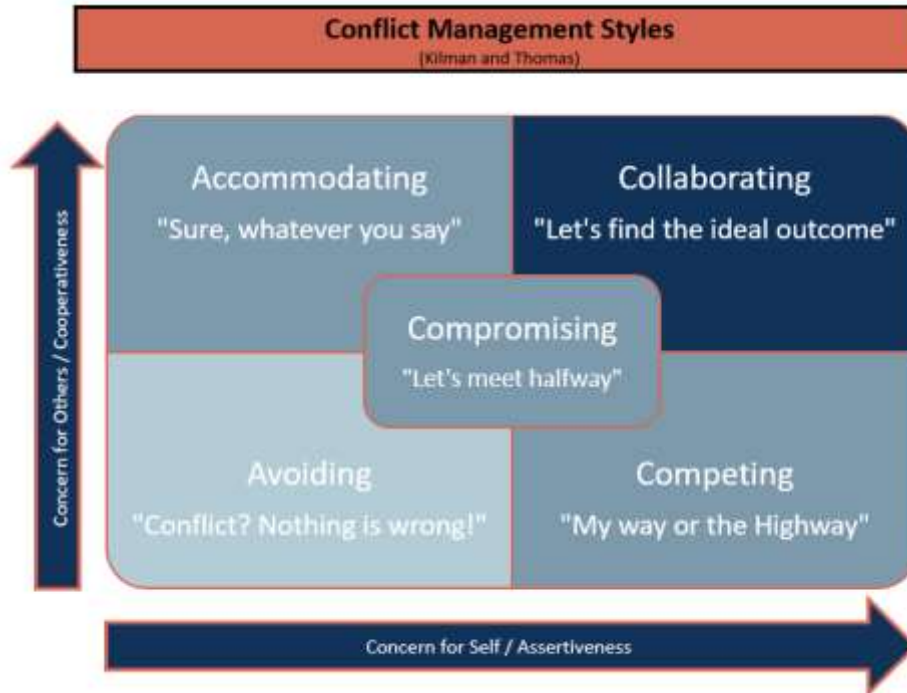 Conflict Management Styles
(Kilman and Thomas)
Accommodating
"Sure, whatever you say"
Collaborating
"Let's find the ideal outcome"
Compromising
"Let's meet halfway"
Avoiding
"Conflict? Nothing is wrong!"
Competing
"My way or the Highway"
Concern for Others / Cooperativeness
Concern for Self / Assertiveness